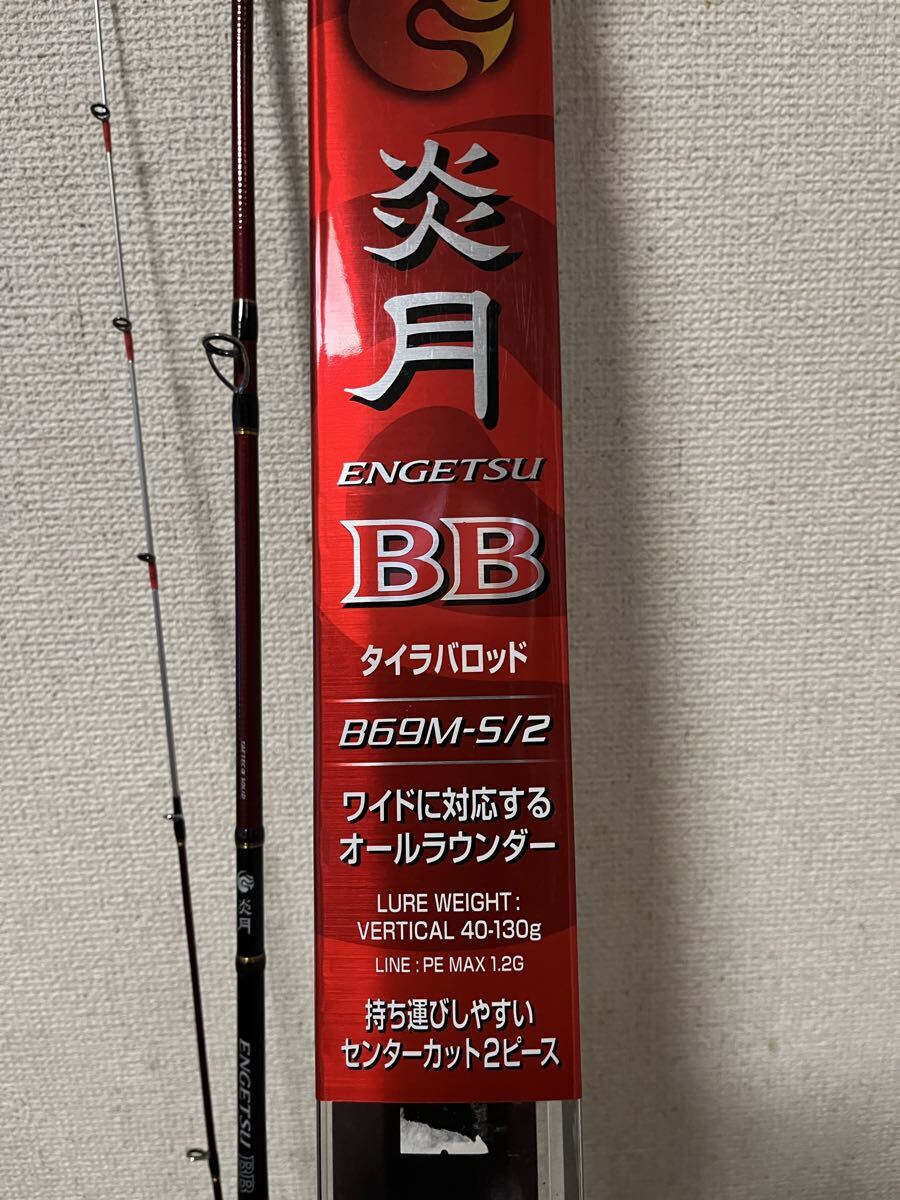 炎月
ENGETSU
BB
タイラバロッド
B69M-S/2
ワイドに対応する
オールラウンダー
LURE WEIGHT :
VERTICAL 40-130g
LINE : PE MAX 1.2G
持ち運びしやすい
センターカット2ピース
TAFTEC α SOLID
炎月
ENGETSU BB